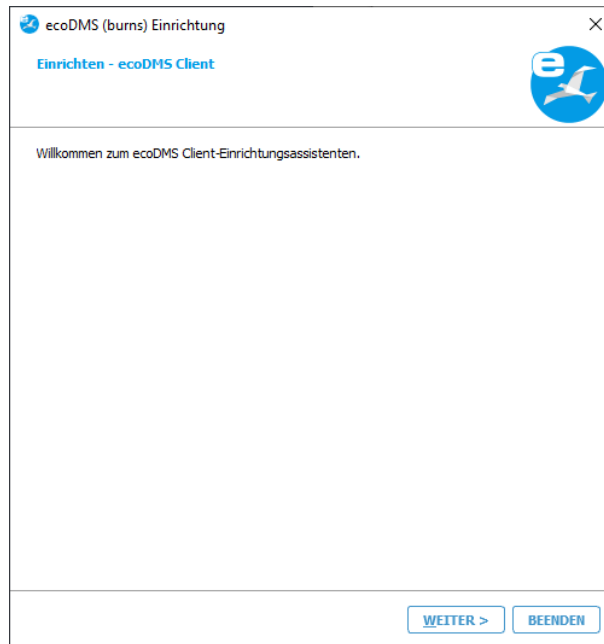 ecoDMS (burns) Einrichtung
Einrichten - ecoDMS Client
e
Willkommen zum ecoDMS Client-Einrichtungsassistenten.
WEITER >
BEENDEN